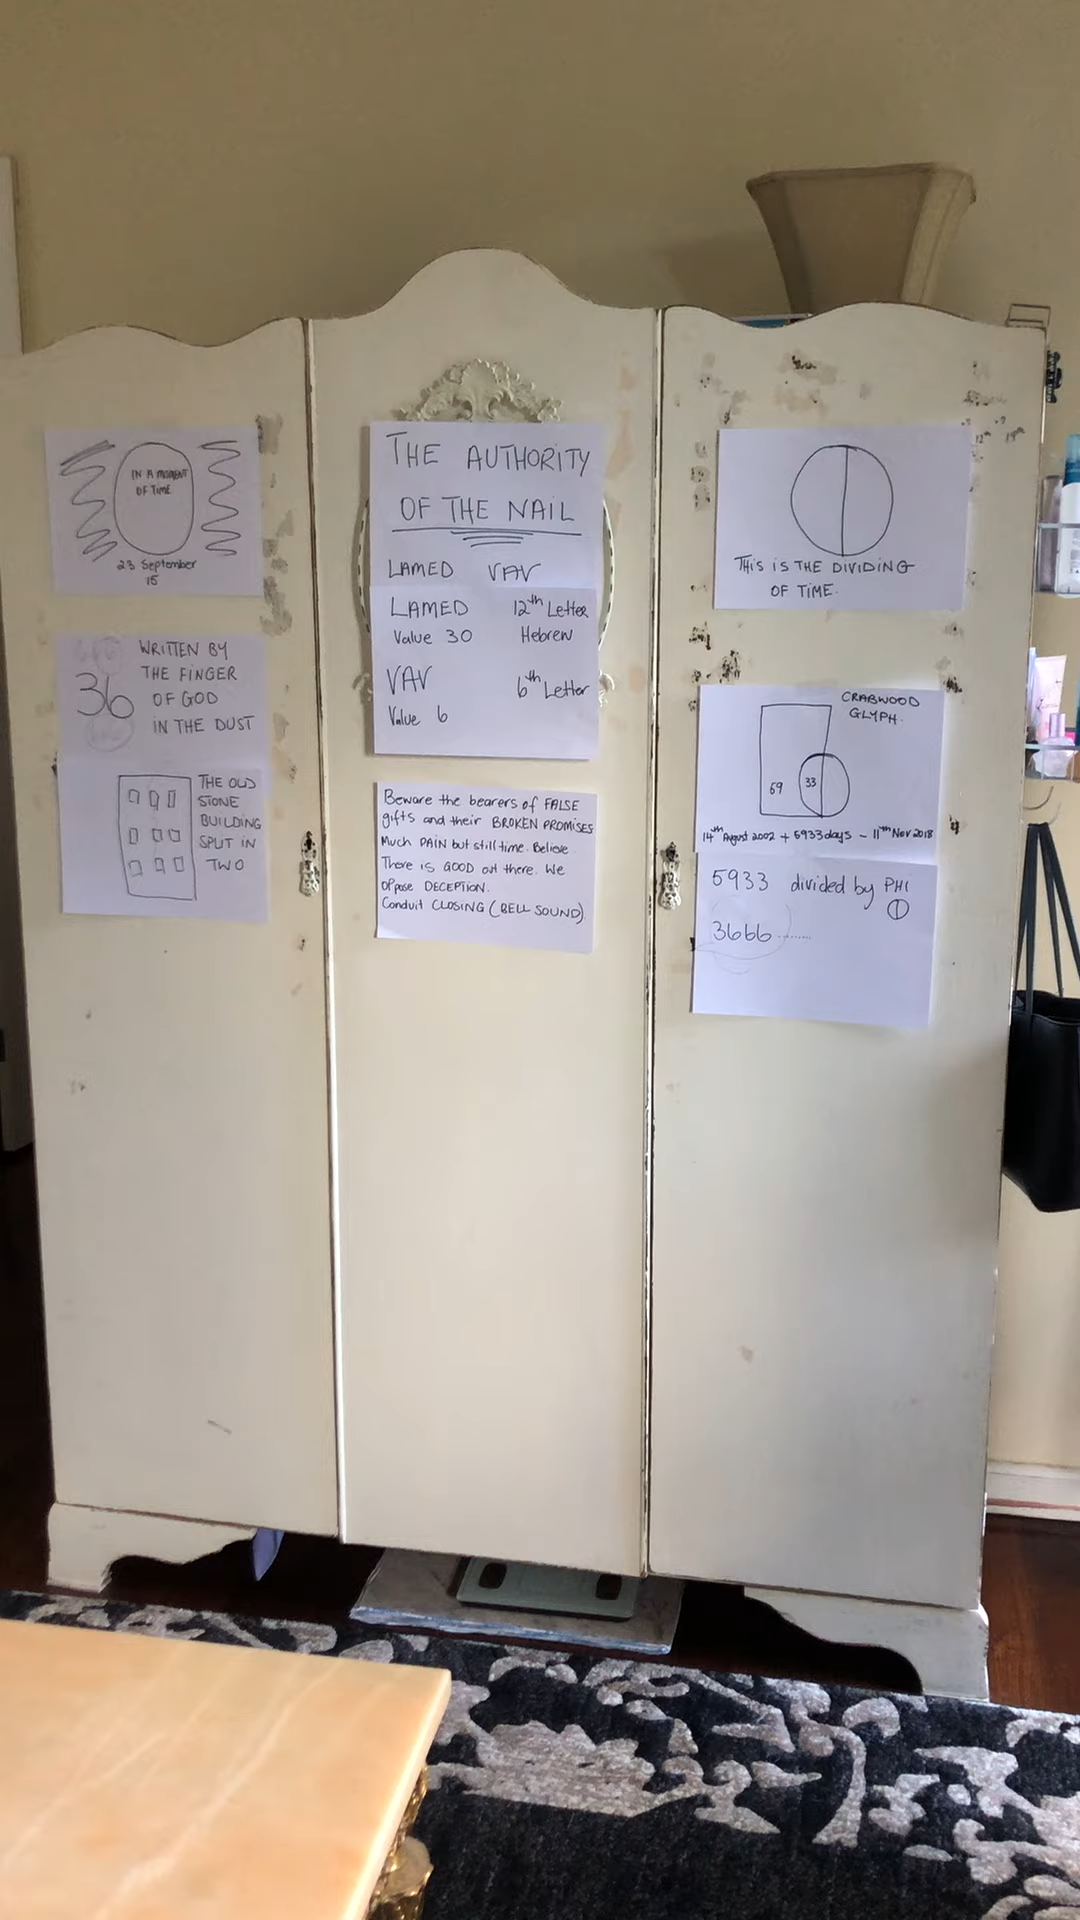 IN A MOMENT
OF TIME
23 September
15
36
WRITTEN BY
THE FINGER
OF GOD
IN THE DUST
THE OLD
STONE
BUILDING
SPLIT IN
TWO
THE AUTHORITY
OF THE NAIL
LAMED VAV
LAMED 12th Letter
Value 30 Hebrew
VAV 6th Letter
Value 6
Beware the bearers of FALSE
gifts and their BROKEN PROMISES
Much PAIN but still time. Believe.
There is GOOD out there. We
OPPOSE DECEPTION.
Conduit CLOSING (BELL SOUND).
THIS IS THE DIVIDING
OF TIME.
CRABWOOD
GLYPH.
59 33
14th August 2002 + 5933 days - 11th Nov 2018
5933 divided by PHI
3666........